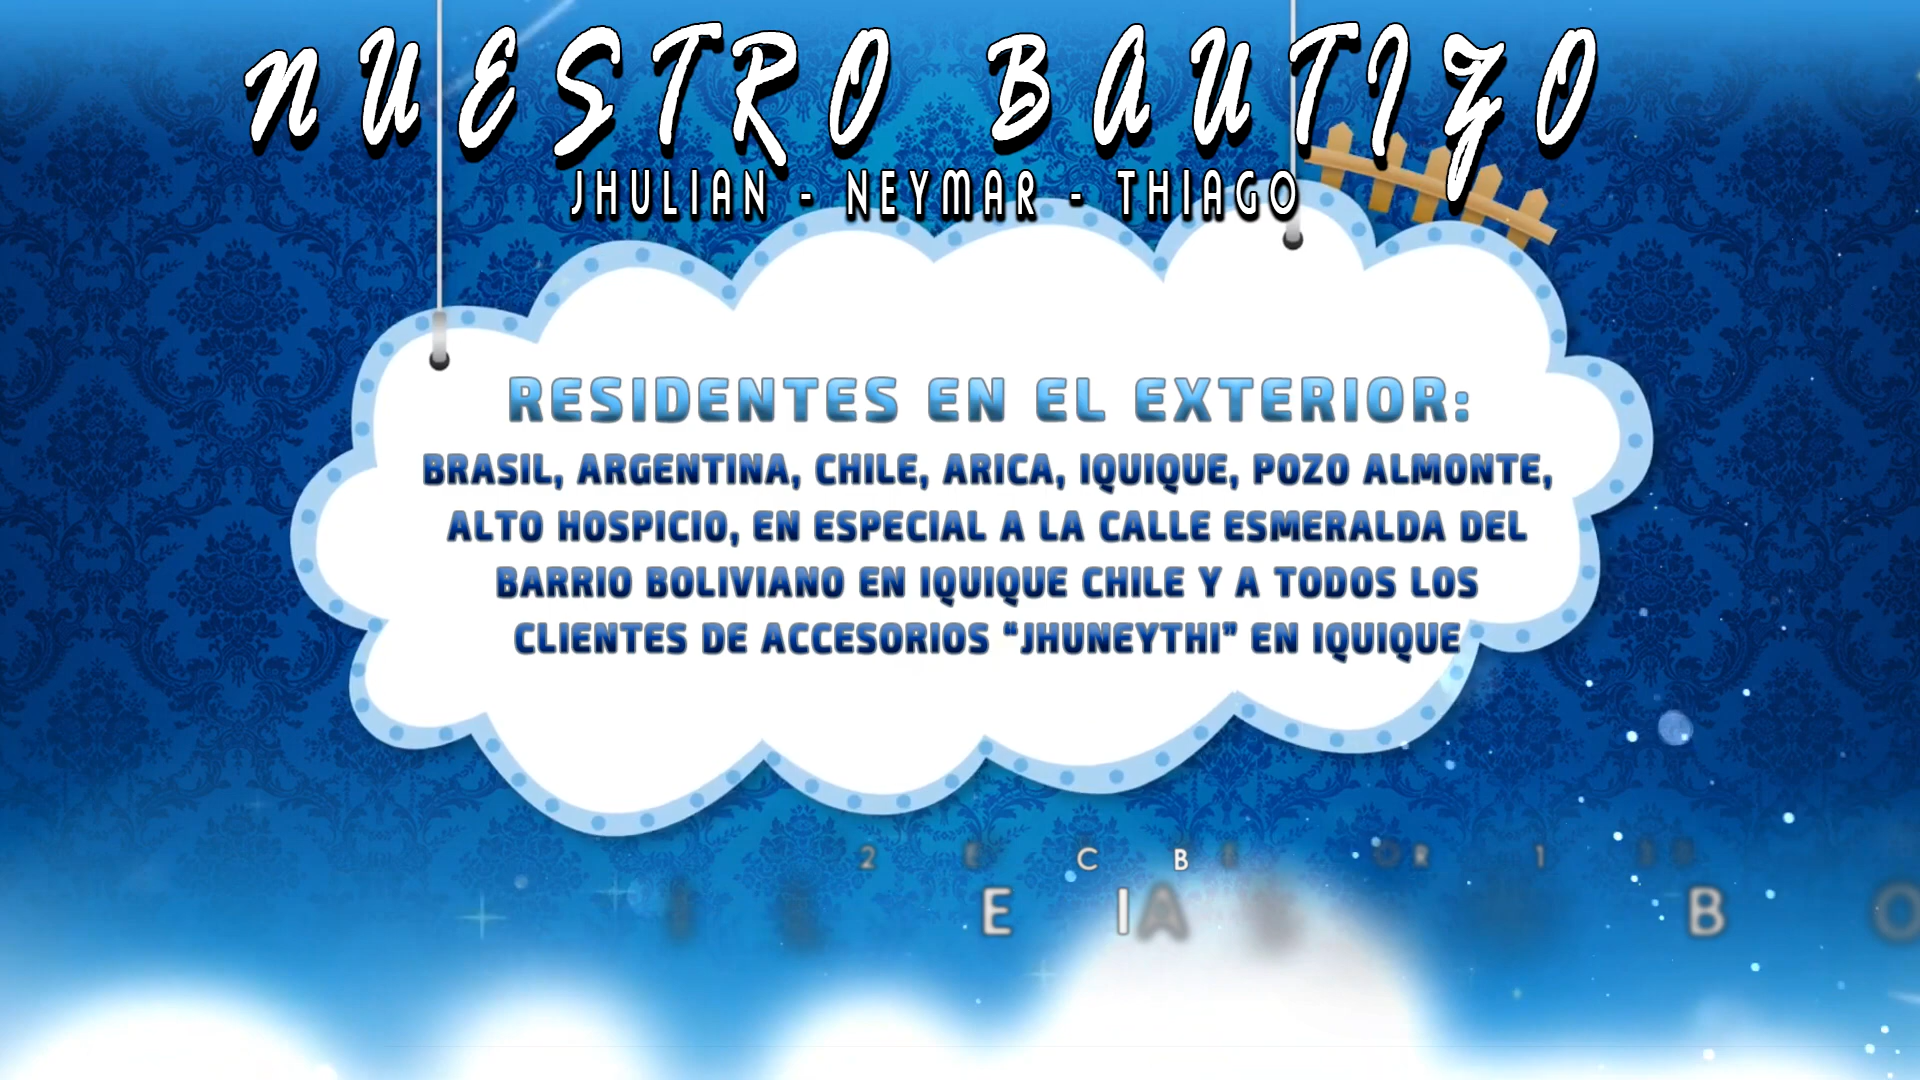 NUESTRO BAUTIZO
JHULIAN - NEYMAR - THIAGO
RESIDENTES EN EL EXTERIOR:
BRASIL, ARGENTINA, CHILE, ARICA, IQUIQUE, POZO ALMONTE,
ALTO HOSPICIO, EN ESPECIAL A LA CALLE ESMERALDA DEL
BARRIO BOLIVIANO EN IQUIQUE CHILE Y A TODOS LOS
CLIENTES DE ACCESORIOS “JHUNEYTHI” EN IQUIQUE